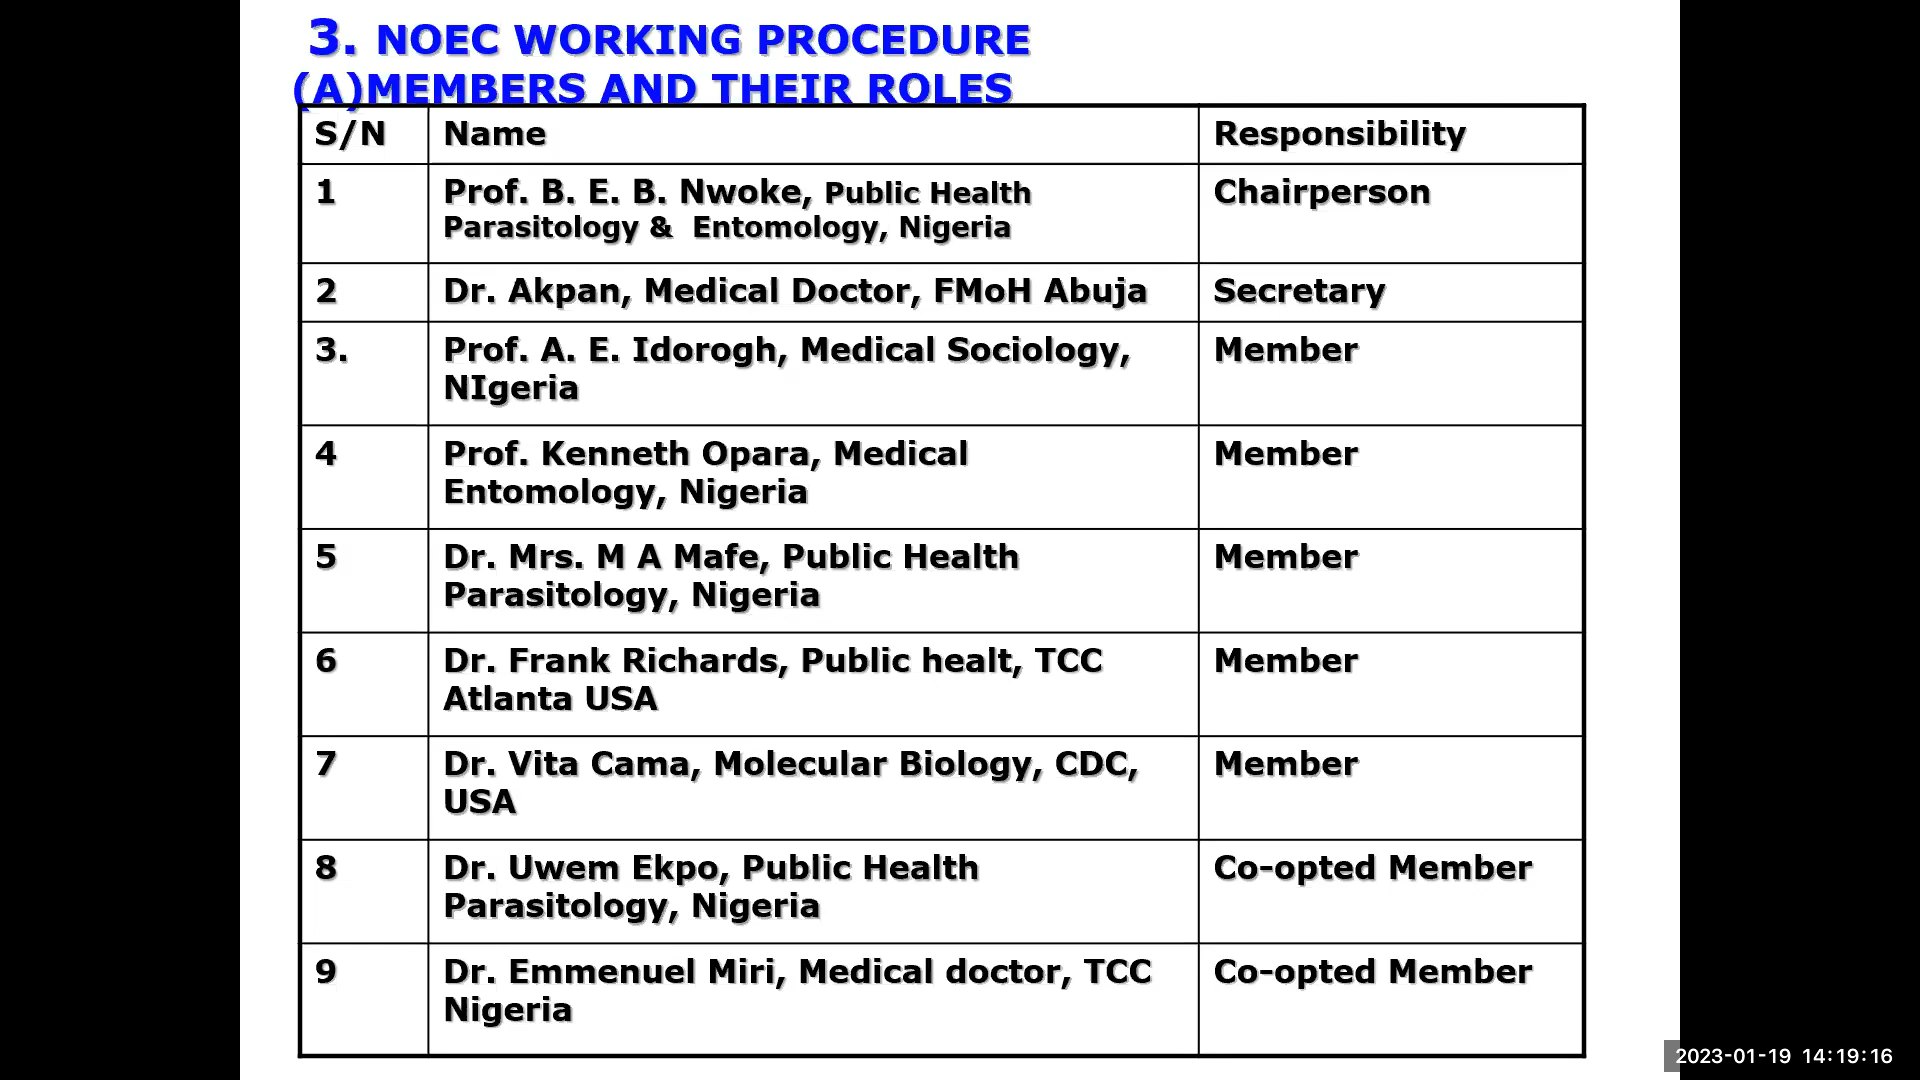 3. NOEC WORKING PROCEDURE
(A)MEMBERS AND THEIR ROLES
S/N Name Responsibility
1 Prof. B. E. B. Nwoke, Public Health Chairperson
Parasitology & Entomology, Nigeria
2 Dr. Akpan, Medical Doctor, FMoH Abuja Secretary
3. Prof. A. E. Idorogh, Medical Sociology, Member
NIgeria
4 Prof. Kenneth Opara, Medical Member
Entomology, Nigeria
5 Dr. Mrs. M A Mafe, Public Health Member
Parasitology, Nigeria
6 Dr. Frank Richards, Public healt, TCC Member
Atlanta USA
7 Dr. Vita Cama, Molecular Biology, CDC, Member
USA
8 Dr. Uwem Ekpo, Public Health Co-opted Member
Parasitology, Nigeria
9 Dr. Emmenuel Miri, Medical doctor, TCC Co-opted Member
Nigeria
2023-01-19 14:19:16